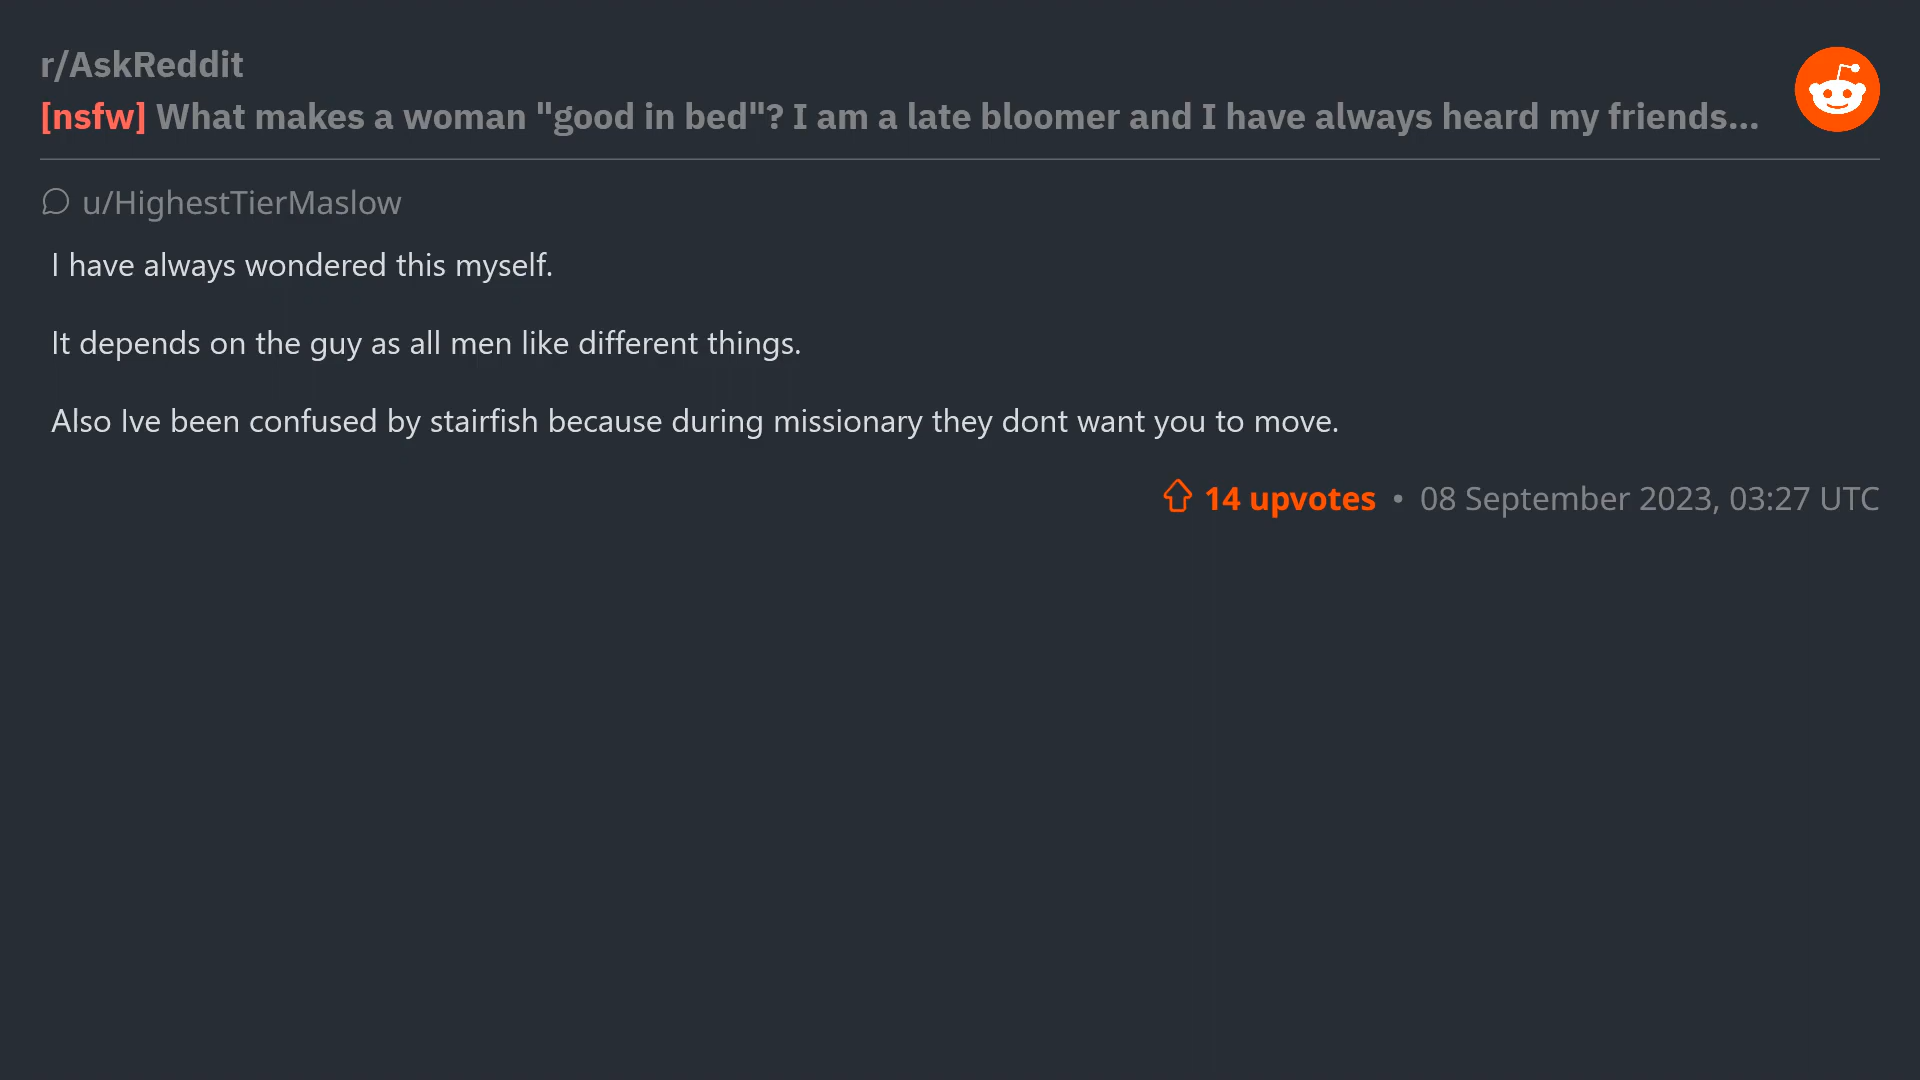 r/AskReddit
[nsfw] What makes a woman "good in bed"? I am a late bloomer and I have always heard my friends...
u/HighestTierMaslow
I have always wondered this myself.
It depends on the guy as all men like different things.
Also Ive been confused by stairfish because during missionary they dont want you to move.
14 upvotes • 08 September 2023, 03:27 UTC